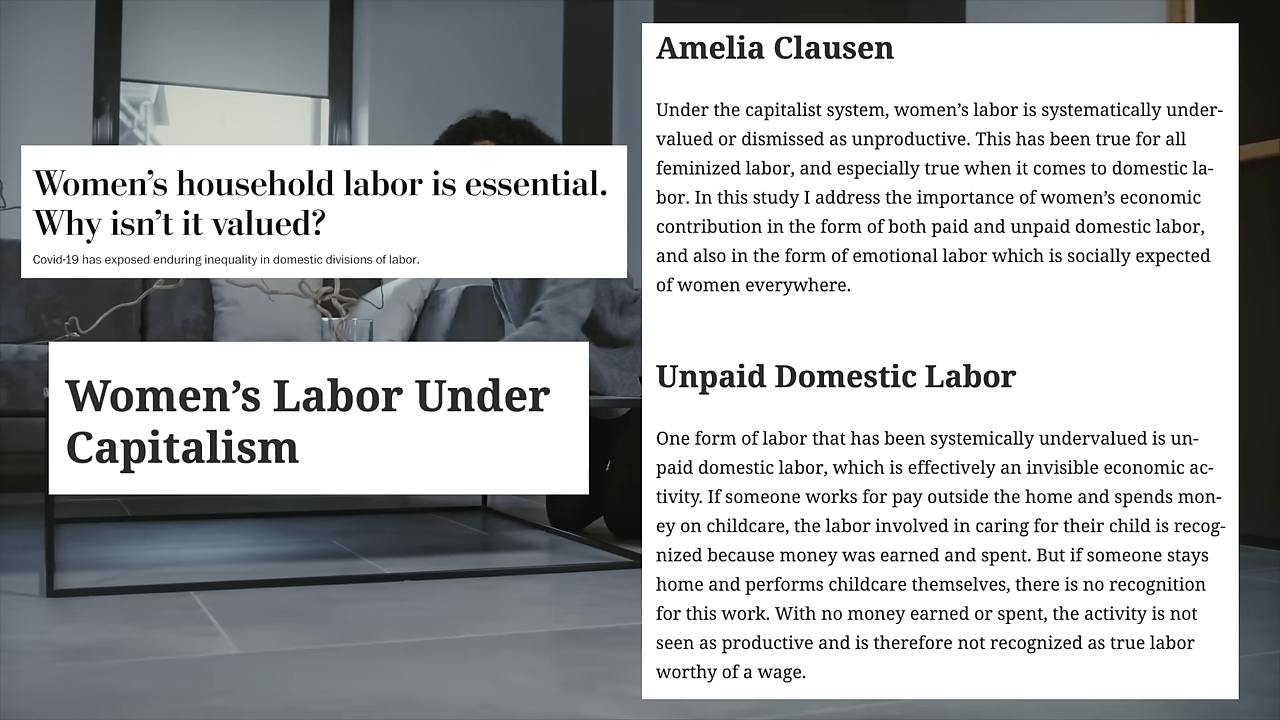 Women's household labor is essential.
Why isn't it valued?
Covid-19 has exposed enduring inequality in domestic divisions of labor.
Women's Labor Under
Capitalism
Amelia Clausen
Under the capitalist system, women's labor is systematically under-
valued or dismissed as unproductive. This has been true for all
feminized labor, and especially true when it comes to domestic la-
bor. In this study I address the importance of women's economic
contribution in the form of both paid and unpaid domestic labor,
and also in the form of emotional labor which is socially expected
of women everywhere.
Unpaid Domestic Labor
One form of labor that has been systemically undervalued is un-
paid domestic labor, which is effectively an invisible economic ac-
tivity. If someone works for pay outside the home and spends mon-
ey on childcare, the labor involved in caring for their child is recog-
nized because money was earned and spent. But if someone stays
home and performs childcare themselves, there is no recognition
for this work. With no money earned or spent, the activity is not
seen as productive and is therefore not recognized as true labor
worthy of a wage.